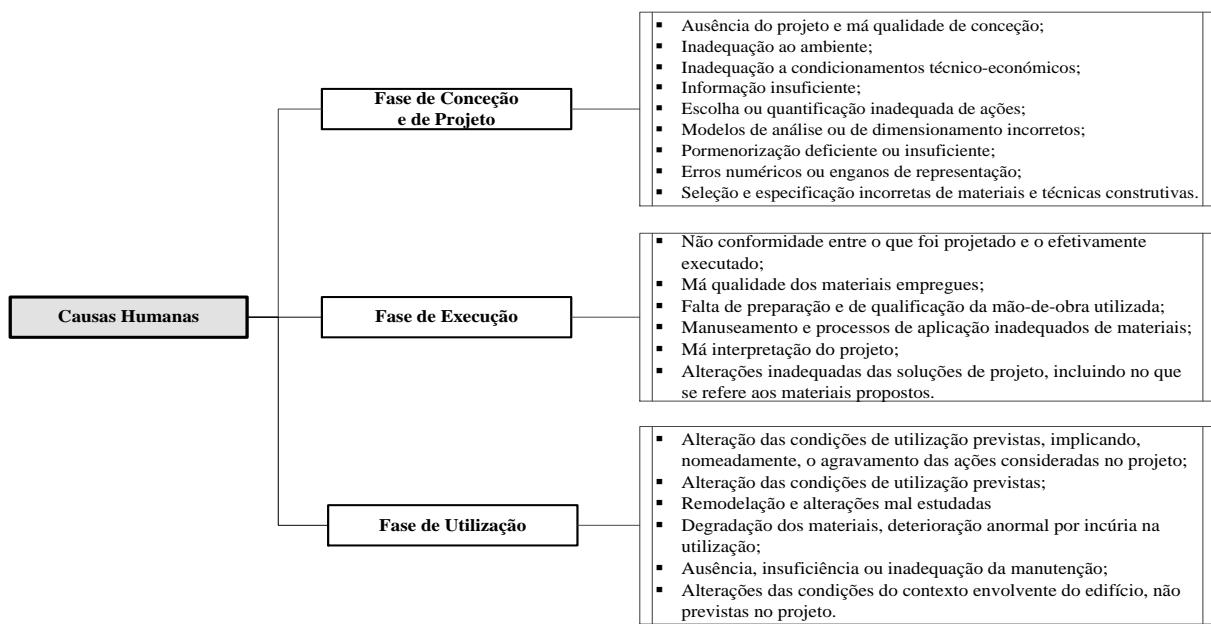 Causas Humanas
Fase de Conceção
e de Projeto
▪ Ausência do projeto e má qualidade de conceção;
▪ Inadequação ao ambiente;
▪ Inadequação a condicionamentos técnico-económicos;
▪ Informação insuficiente;
▪ Escolha ou quantificação inadequada de ações;
▪ Modelos de análise ou de dimensionamento incorretos;
▪ Pormenorização deficiente ou insuficiente;
▪ Erros numéricos ou enganos de representação;
▪ Seleção e especificação incorretas de materiais e técnicas construtivas.
Fase de Execução
▪ Não conformidade entre o que foi projetado e o efetivamente
executado;
▪ Má qualidade dos materiais empregues;
▪ Falta de preparação e de qualificação da mão-de-obra utilizada;
▪ Manuseamento e processos de aplicação inadequados de materiais;
▪ Má interpretação do projeto;
▪ Alterações inadequadas das soluções de projeto, incluindo no que
se refere aos materiais propostos.
Fase de Utilização
▪ Alteração das condições de utilização previstas, implicando,
nomeadamente, o agravamento das ações consideradas no projeto;
▪ Alteração das condições de utilização previstas;
▪ Remodelação e alterações mal estudadas
▪ Degradação dos materiais, deterioração anormal por incúria na
utilização;
▪ Ausência, insuficiência ou inadequação da manutenção;
▪ Alterações das condições do contexto envolvente do edifício, não
previstas no projeto.